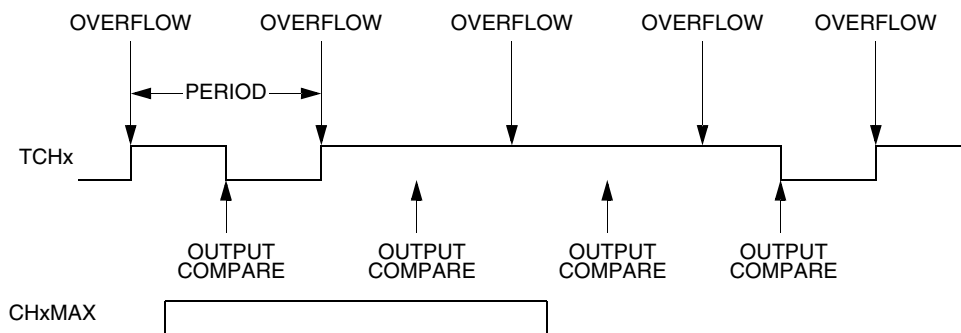 OVERFLOW OVERFLOW OVERFLOW OVERFLOW OVERFLOW
PERIOD
TCHx
OUTPUT OUTPUT OUTPUT OUTPUT
COMPARE COMPARE COMPARE COMPARE
CHxMAX